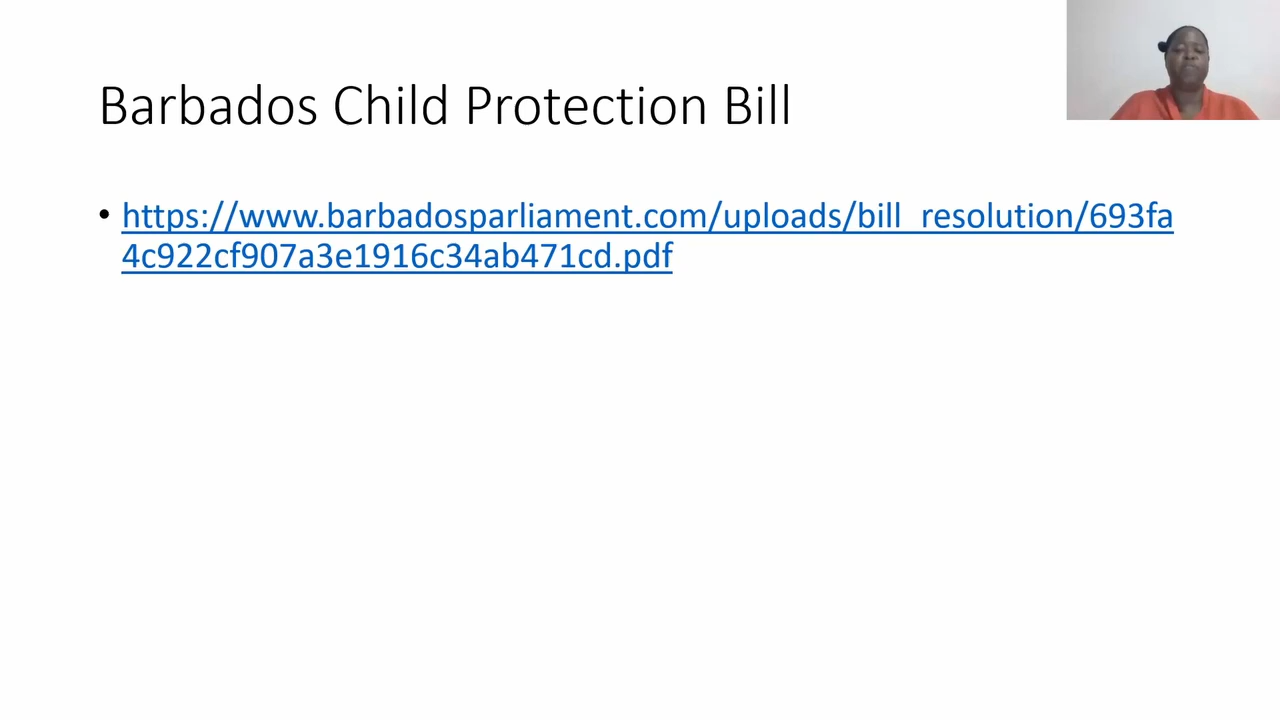 Barbados Child Protection Bill
• https://www.barbadosparliament.com/uploads/bill_resolution/693fa
4c922cf907a3e1916c34ab471cd.pdf